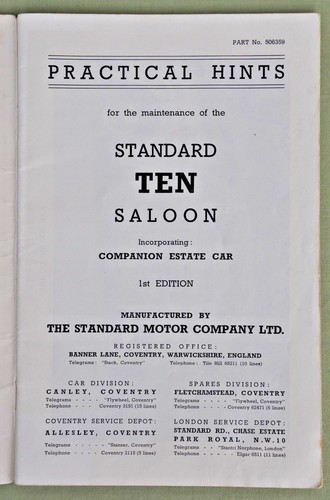 PART No. 506359
PRACTICAL HINTS
for the maintenance of the
STANDARD
TEN
SALOON
Incorporating:
COMPANION ESTATE CAR
1st EDITION
MANUFACTURED BY
THE STANDARD MOTOR COMPANY LTD.
REGISTERED OFFICE:
BANNER LANE, COVENTRY, WARWICKSHIRE, ENGLAND
Telegrams: "Stack, Coventry" Telephone: Tile Hill 65211 (10 lines)
CAR DIVISION:
CANLEY, COVENTRY
Telegrams - - - - "Flywheel, Coventry"
Telephone - - - - Coventry 3191 (15 lines)
SPARES DIVISION:
FLETCHAMSTEAD, COVENTRY
Telegrams - - - - "Flywheel, Coventry"
Telephone - - - - Coventry 62471 (6 lines)
COVENTRY SERVICE DEPOT:
ALLESLEY, COVENTRY
Telegrams - - - - "Stanser, Coventry"
Telephone - - - - Coventry 2115 (5 lines)
LONDON SERVICE DEPOT:
STANDARD RD., CHASE ESTATE
PARK ROYAL, N.W.10
Telegrams - - "Stantri Norphone, London"
Telephone - - - - Elgar 6811 (11 lines)